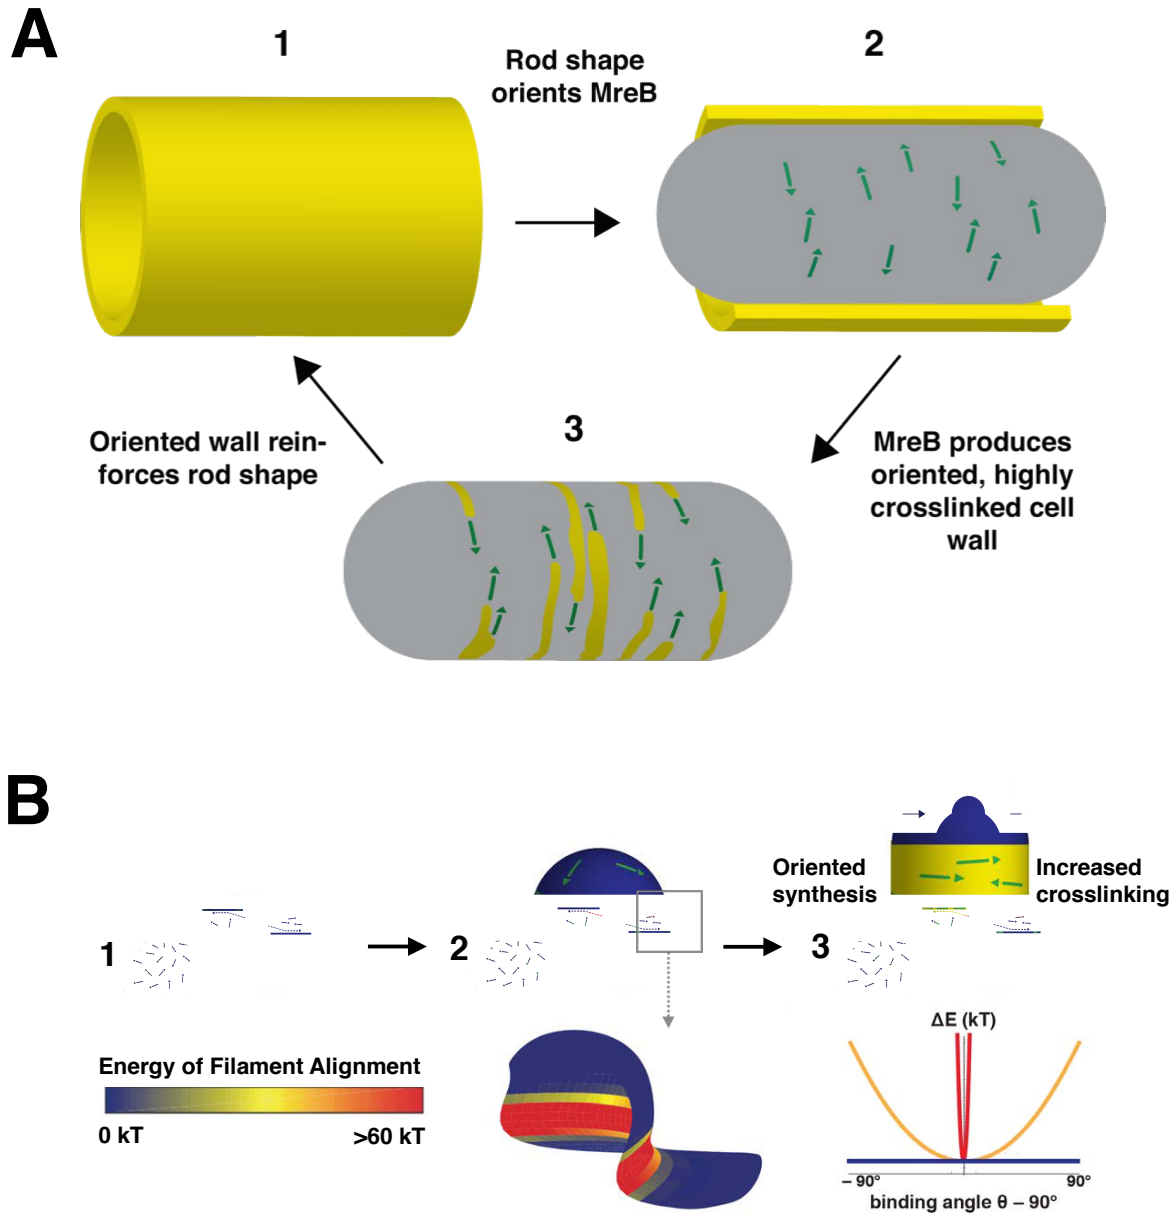 A
1
Rod shape
orients MreB
2
Oriented wall rein-
forces rod shape
3
MreB produces
oriented, highly
crosslinked cell
wall
B
1
2
Oriented
synthesis
Increased
crosslinking
3
Energy of Filament Alignment
0 kT
>60 kT
ΔE (kT)
– 90°
90°
binding angle θ – 90°